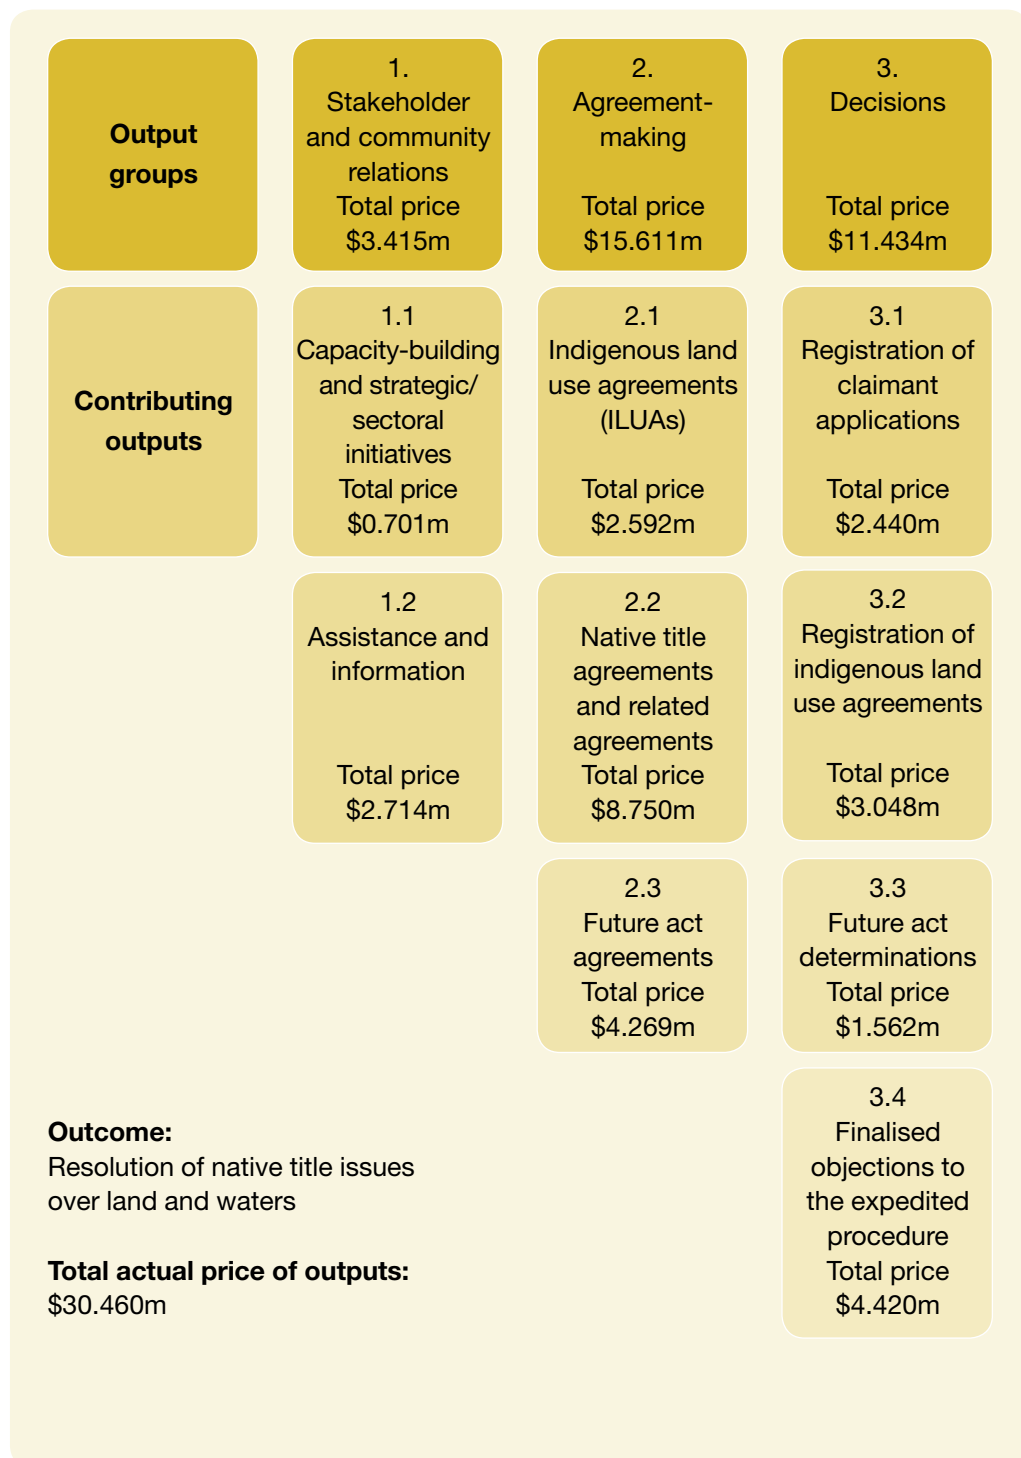 Output
groups
1.
Stakeholder
and community
relations
Total price
$3.415m
2.
Agreement-
making
Total price
$15.611m
3.
Decisions
Total price
$11.434m
Contributing
outputs
1.1
Capacity-building
and strategic/
sectoral
initiatives
Total price
$0.701m
2.1
Indigenous land
use agreements
(ILUAs)
Total price
$2.592m
3.1
Registration of
claimant
applications
Total price
$2.440m
1.2
Assistance and
information
Total price
$2.714m
2.2
Native title
agreements
and related
agreements
Total price
$8.750m
3.2
Registration of
indigenous land
use agreements
Total price
$3.048m
2.3
Future act
agreements
Total price
$4.269m
3.3
Future act
determinations
Total price
$1.562m
3.4
Finalised
objections to
the expedited
procedure
Total price
$4.420m
Outcome:
Resolution of native title issues
over land and waters
Total actual price of outputs:
$30.460m